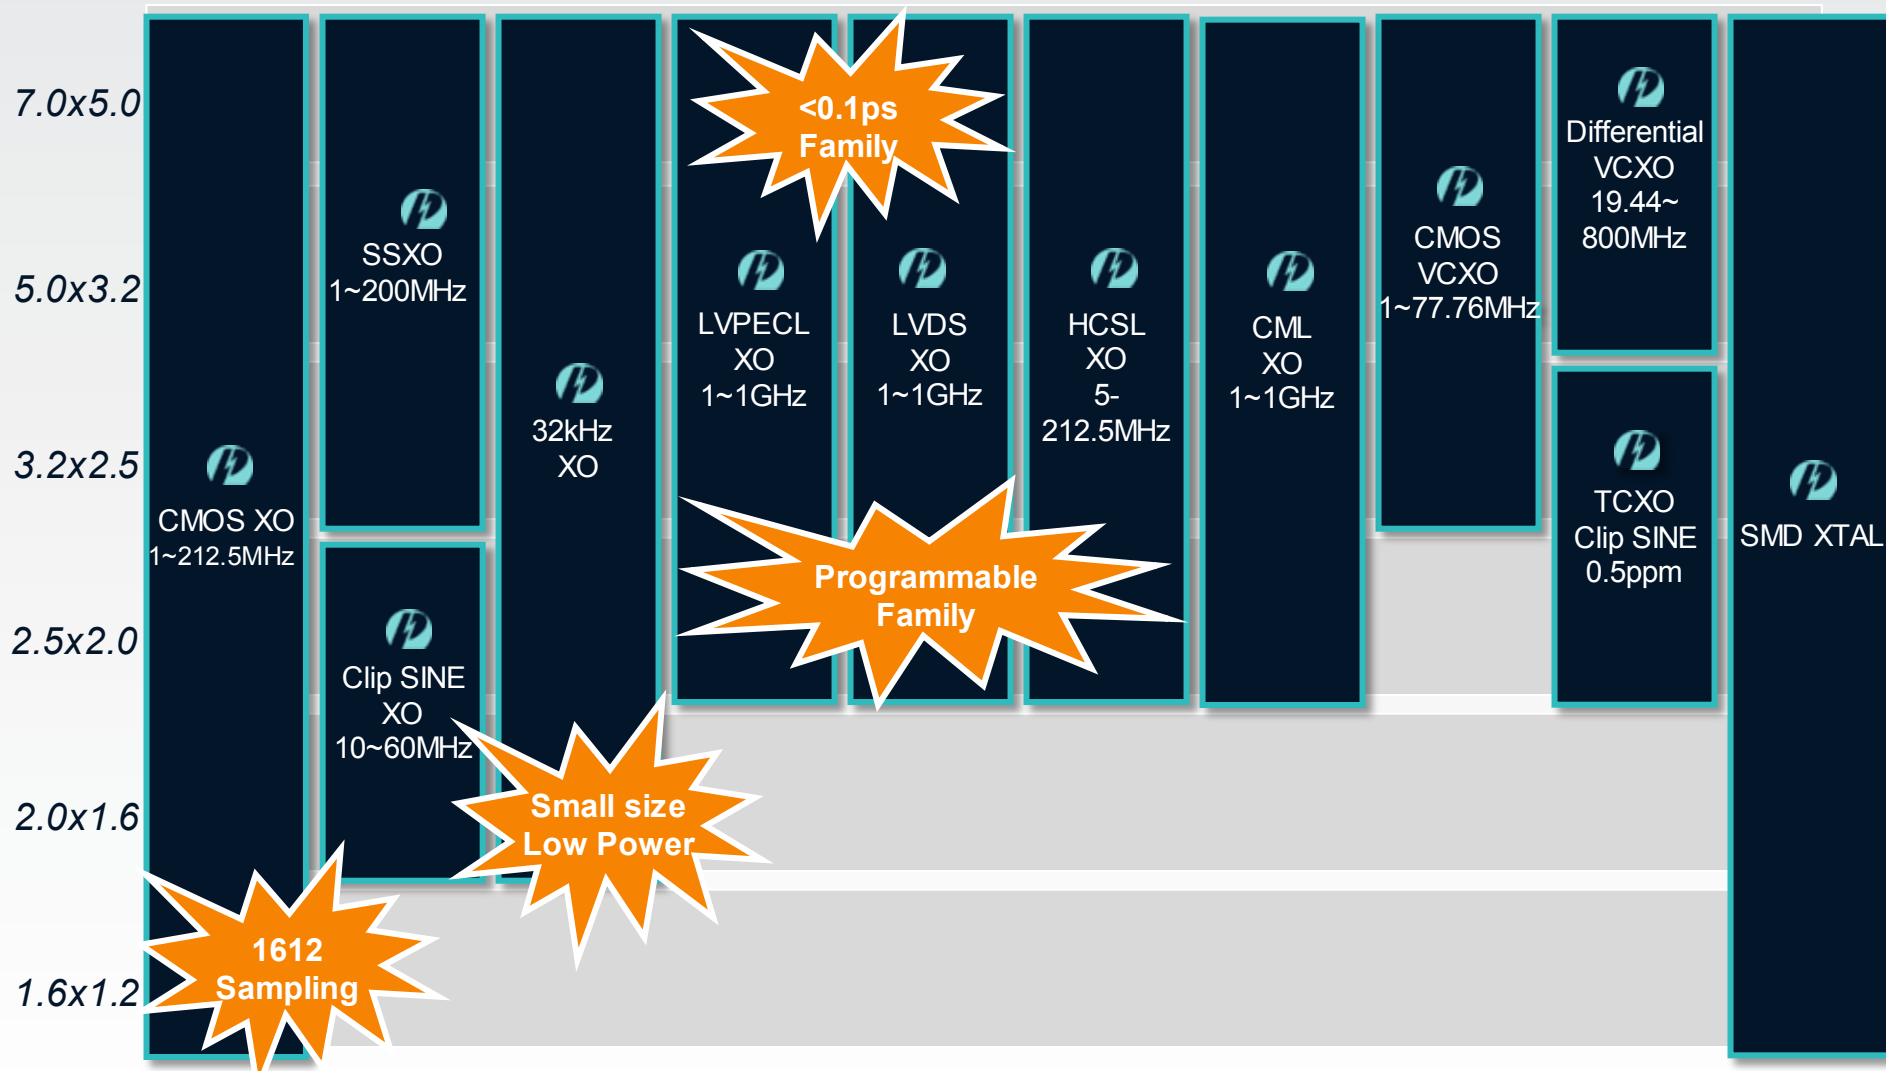 7.0x5.0
5.0x3.2
3.2x2.5
2.5x2.0
2.0x1.6
1.6x1.2
CMOS XO
1~212.5MHz
SSXO
1~200MHz
Clip SINE
XO
10~60MHz
32kHz
XO
LVPECL
XO
1~1GHz
LVDS
XO
1~1GHz
HCSL
XO
5-
212.5MHz
CML
XO
1~1GHz
CMOS
VCXO
1~77.76MHz
Differential
VCXO
19.44~
800MHz
TCXO
Clip SINE
0.5ppm
SMD XTAL
<0.1ps
Family
Programmable
Family
Small size
Low Power
1612
Sampling